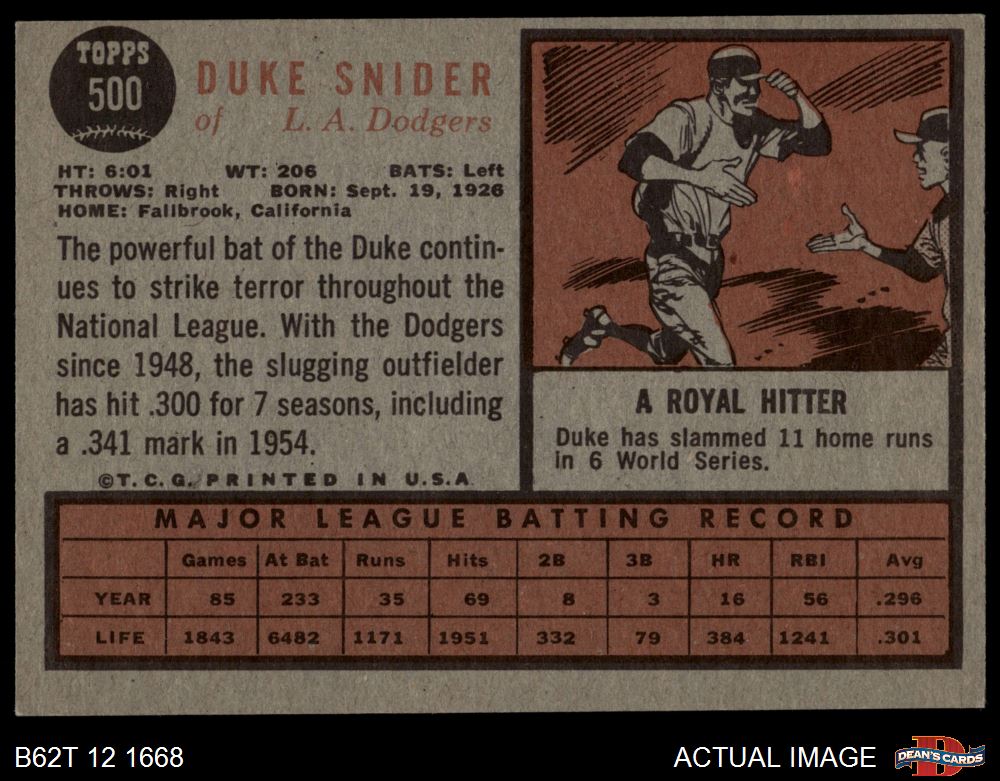 TOPPS
500
DUKE SNIDER
of L. A. Dodgers
HT: 6:01 WT: 206 BATS: Left
THROWS: Right BORN: Sept. 19, 1926
HOME: Fallbrook, California
The powerful bat of the Duke contin-
ues to strike terror throughout the
National League. With the Dodgers
since 1948, the slugging outfielder
has hit .300 for 7 seasons, including
a .341 mark in 1954.
©T. C. G. PRINTED IN U.S.A
A ROYAL HITTER
Duke has slammed 11 home runs
in 6 World Series.
MAJOR LEAGUE BATTING RECORD
Games At Bat Runs Hits 2B 3B HR RBI Avg
YEAR 85 233 35 69 8 3 16 56 .296
LIFE 1843 6482 1171 1951 332 79 384 1241 .301
B62T 12 1668
ACTUAL IMAGE
D
DEAN'S CARDS